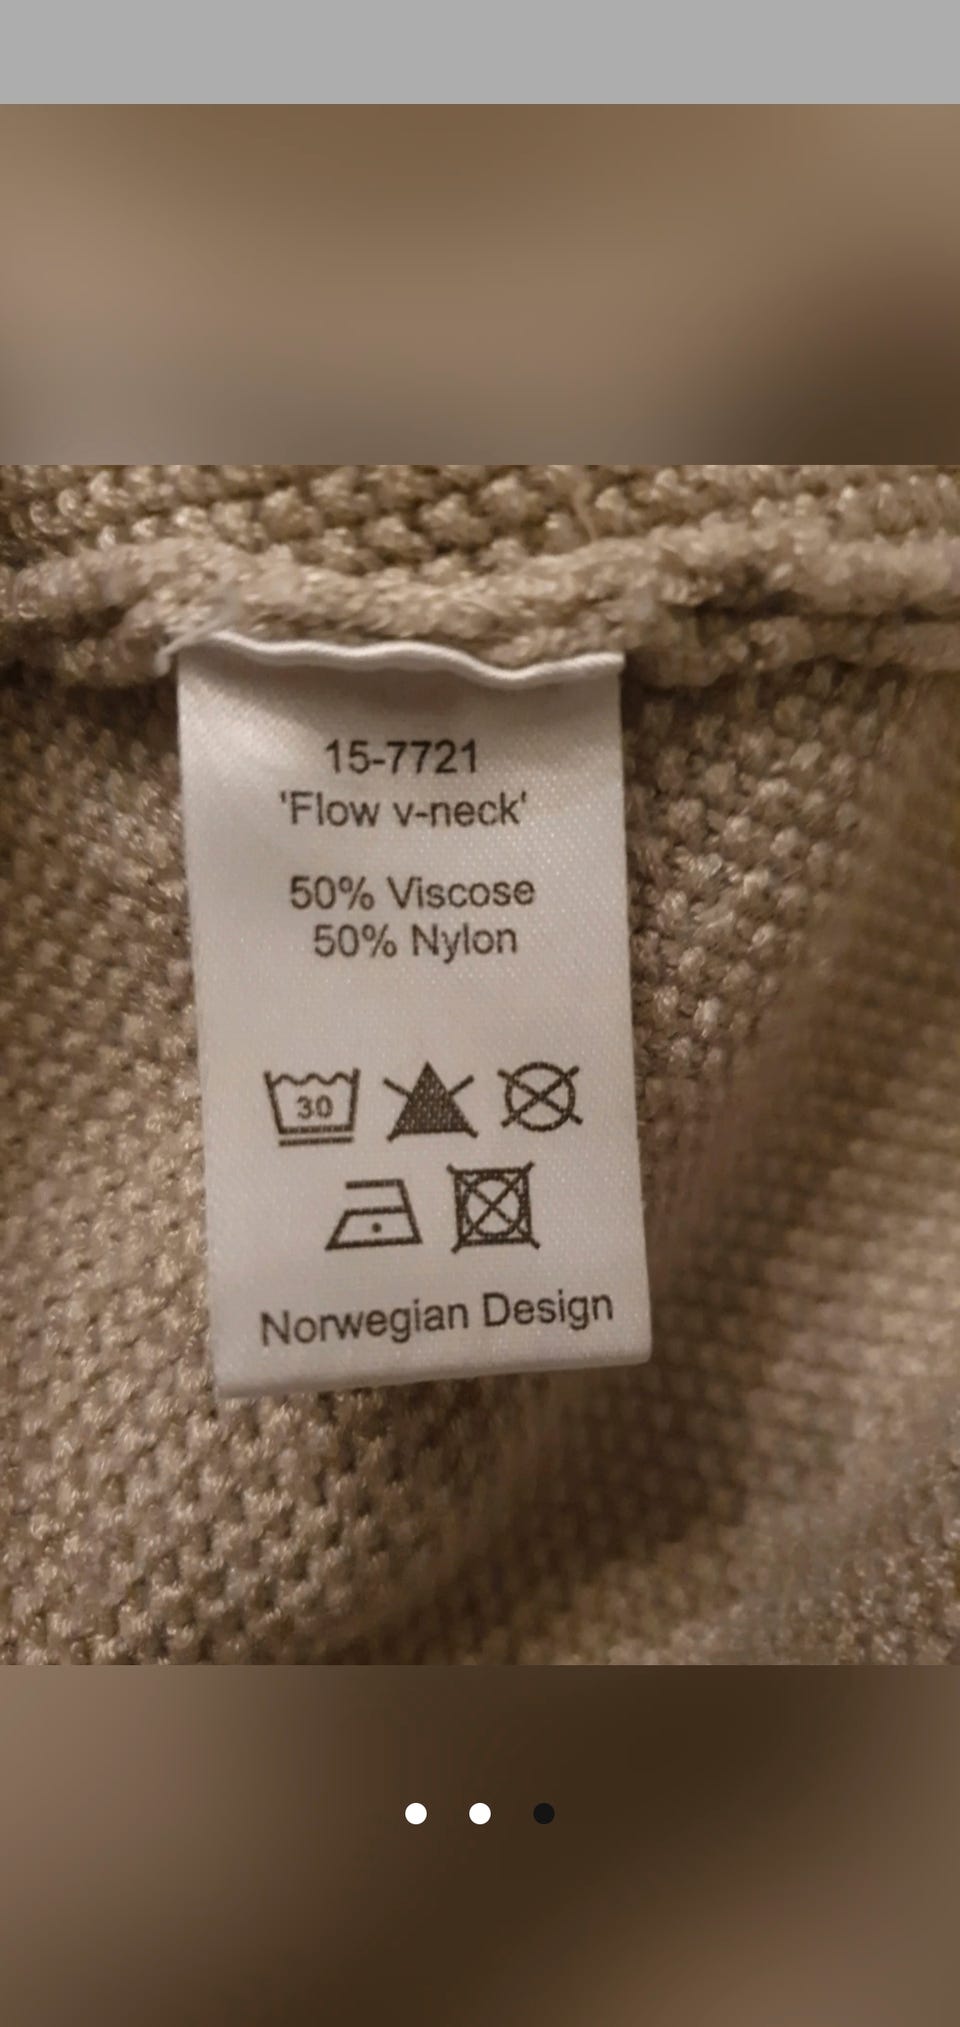 15-7721
'Flow v-neck'
50% Viscose
50% Nylon
30
Norwegian Design